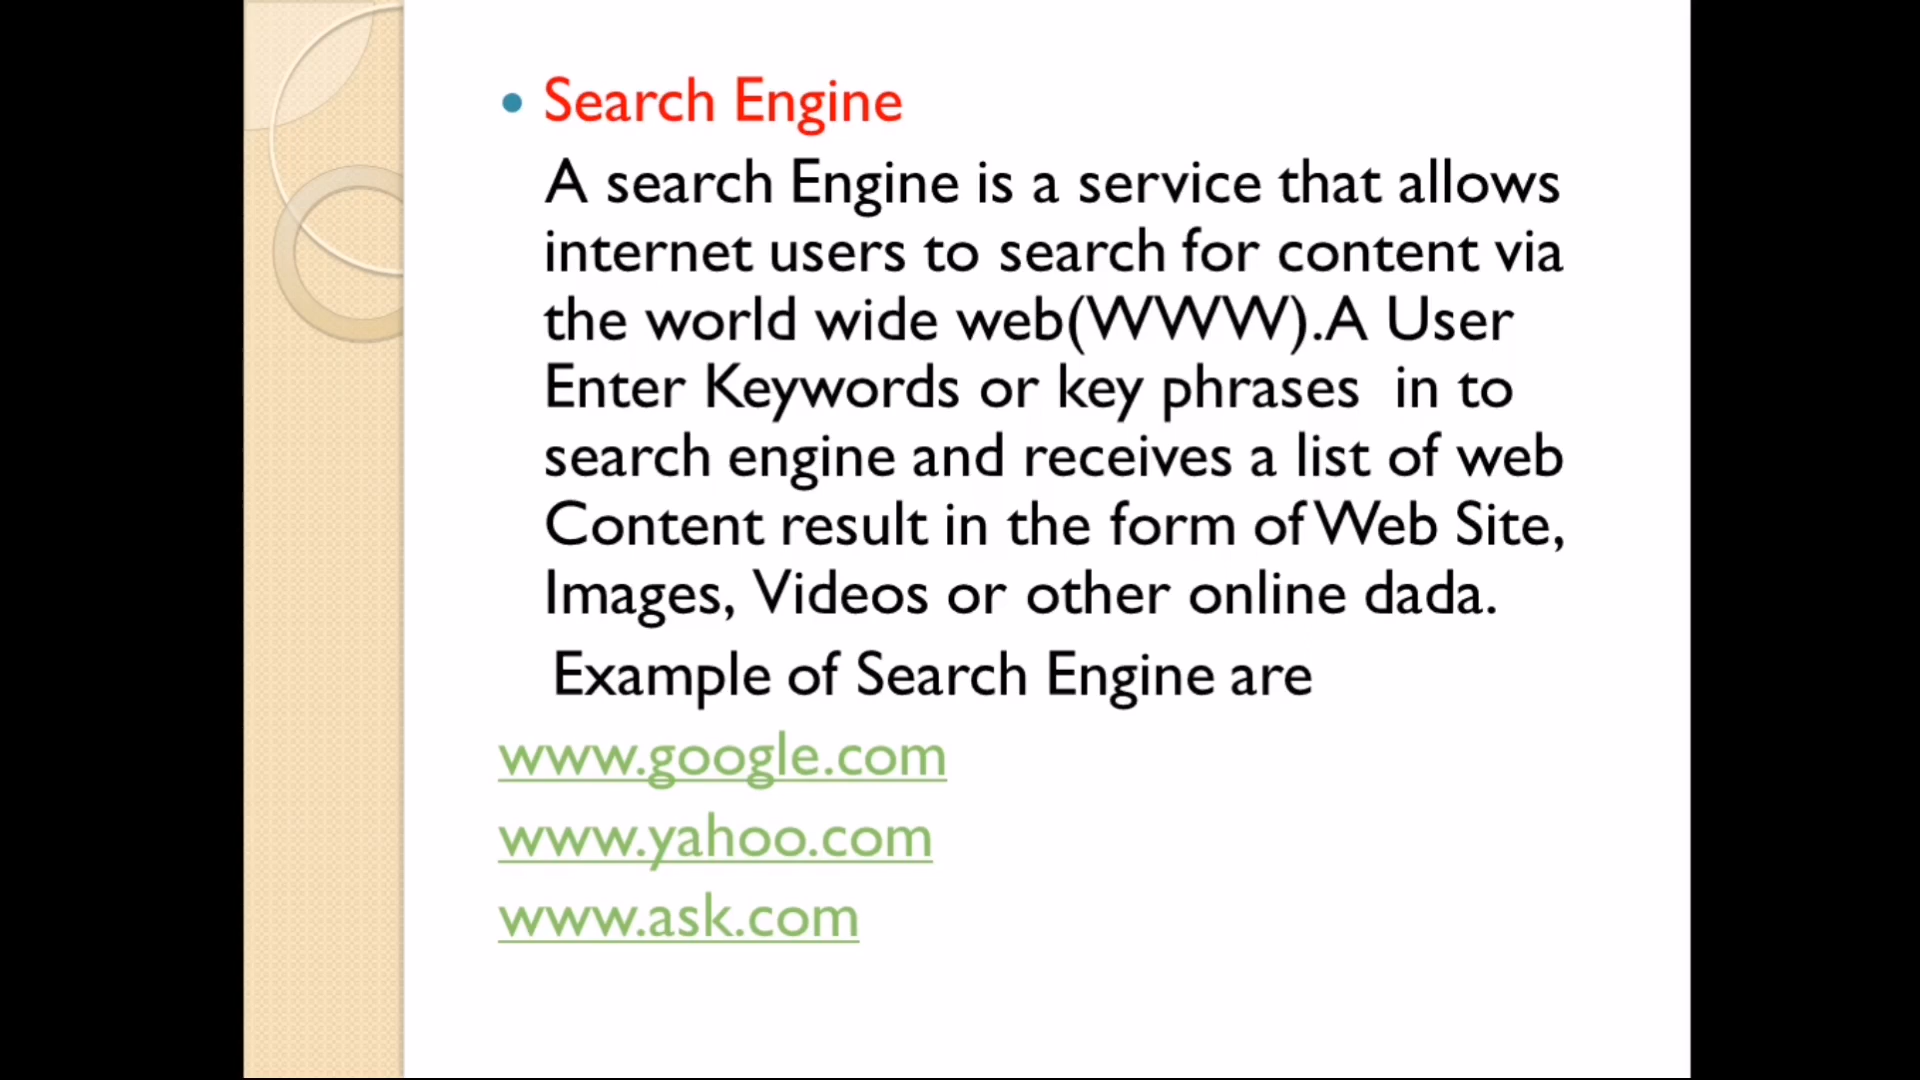 • Search Engine
A search Engine is a service that allows
internet users to search for content via
the world wide web(WWW).A User
Enter Keywords or key phrases  in to
search engine and receives a list of web
Content result in the form of Web Site,
Images, Videos or other online dada.
Example of Search Engine are
www.google.com
www.yahoo.com
www.ask.com